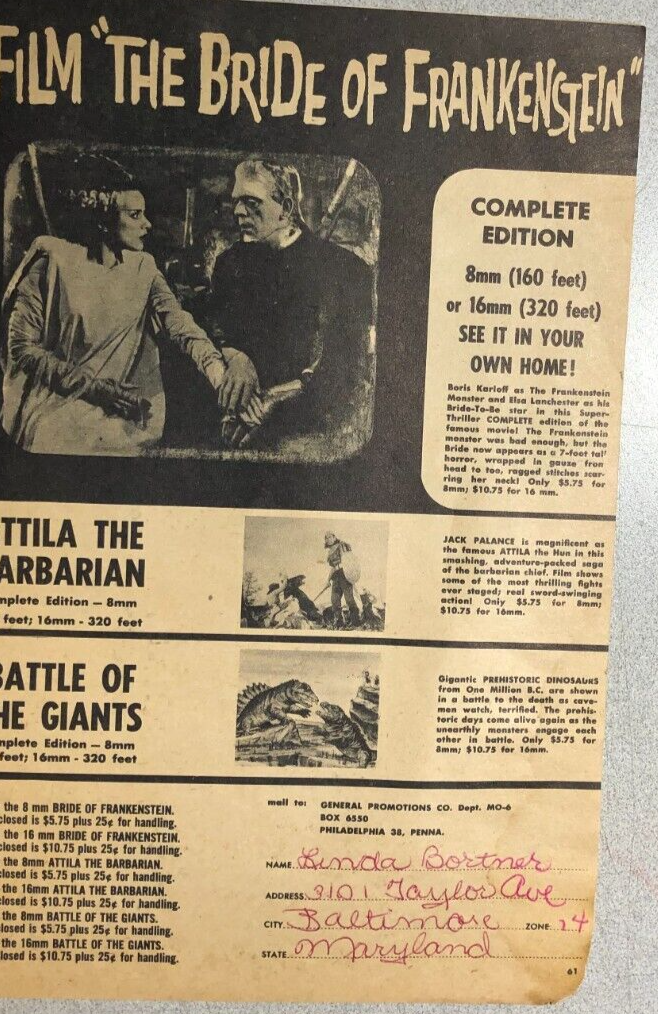 FILM "THE BRIDE OF FRANKENSTEIN"
COMPLETE
EDITION
8mm (160 feet)
or 16mm (320 feet)
SEE IT IN YOUR
OWN HOME!
Boris Karloff as The Frankenstein
Monster and Elsa Lanchester as his
Bride-To-Be star in this Super-
Thriller COMPLETE edition of the
famous movie! The Frankenstein
monster was bad enough, but the
Bride now appears as a 7-foot tall
horror, wrapped in gauze from
head to toe, ragged stitches scar-
ring her neck! Only $5.75 for
8mm; $10.75 for 16 mm.
TTILA THE
ARBARIAN
mplete Edition — 8mm
feet; 16mm - 320 feet
JACK PALANCE is magnificent as
the famous ATTILA the Hun in this
smashing, adventure-packed saga
of the barbarian chief. Film shows
some of the most thrilling fights
ever staged; real sword-swinging
action! Only $5.75 for 8mm;
$10.75 for 16mm.
BATTLE OF
HE GIANTS
mplete Edition — 8mm
feet; 16mm - 320 feet
Gigantic PREHISTORIC DINOSAURS
from One Million B.C. are shown
in a battle to the death as cave-
men watch, terrified. The prehis-
toric days come alive again as the
unearthly monsters engage each
other in battle. Only $5.75 for
8mm; $10.75 for 16mm.
the 8 mm BRIDE OF FRANKENSTEIN.
closed is $5.75 plus 25¢ for handling.
the 16 mm BRIDE OF FRANKENSTEIN.
closed is $10.75 plus 25¢ for handling.
the 8mm ATTILA THE BARBARIAN.
closed is $5.75 plus 25¢ for handling.
the 16mm ATTILA THE BARBARIAN.
closed is $10.75 plus 25¢ for handling.
the 8mm BATTLE OF THE GIANTS.
closed is $5.75 plus 25¢ for handling.
the 16mm BATTLE OF THE GIANTS.
losed is $10.75 plus 25¢ for handling.
mail to: GENERAL PROMOTIONS CO. Dept. MO-6
BOX 6550
PHILADELPHIA 38, PENNA.
NAME Linda Bortner
ADDRESS 3101 Taylor Ave
CITY Baltimore ZONE 14
STATE Maryland
61